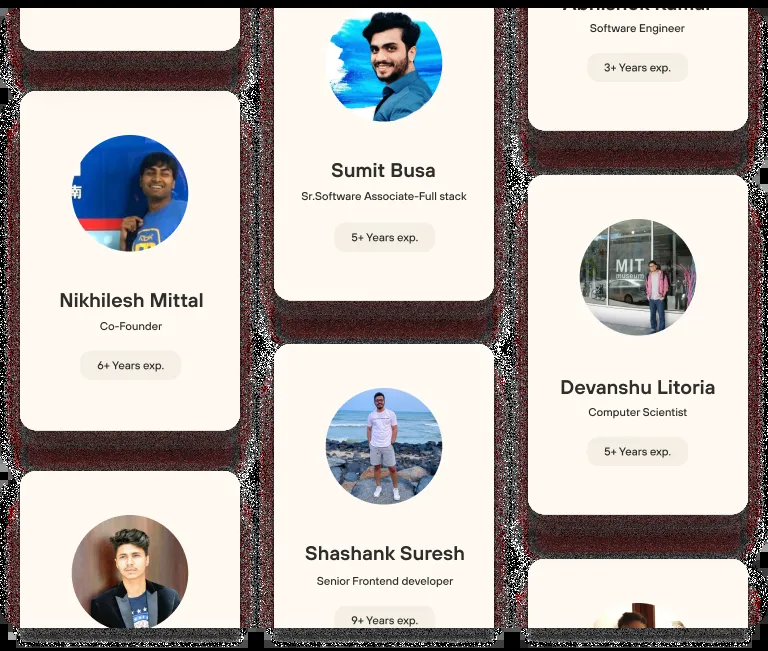 Nikhilesh Mittal
Co-Founder
6+ Years exp.
Sumit Busa
Sr.Software Associate-Full stack
5+ Years exp.
Shashank Suresh
Senior Frontend developer
9+ Years exp.
Software Engineer
3+ Years exp.
MIT
museum
Devanshu Litoria
Computer Scientist
5+ Years exp.